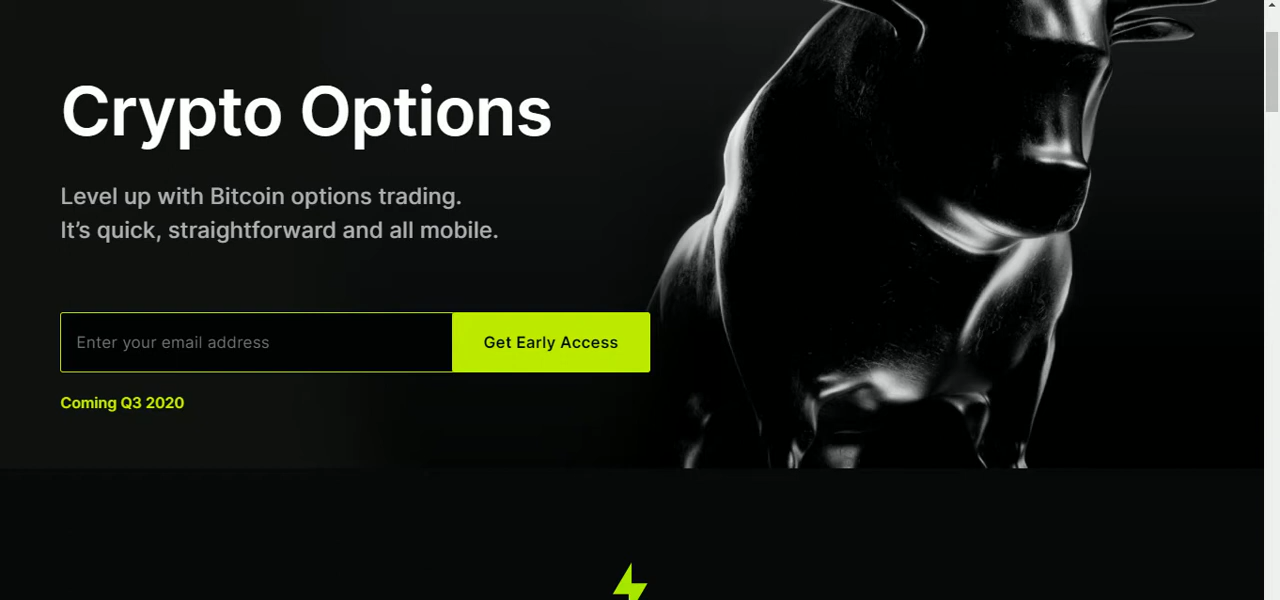 Crypto Options
Level up with Bitcoin options trading.
It’s quick, straightforward and all mobile.
Enter your email address
Get Early Access
Coming Q3 2020